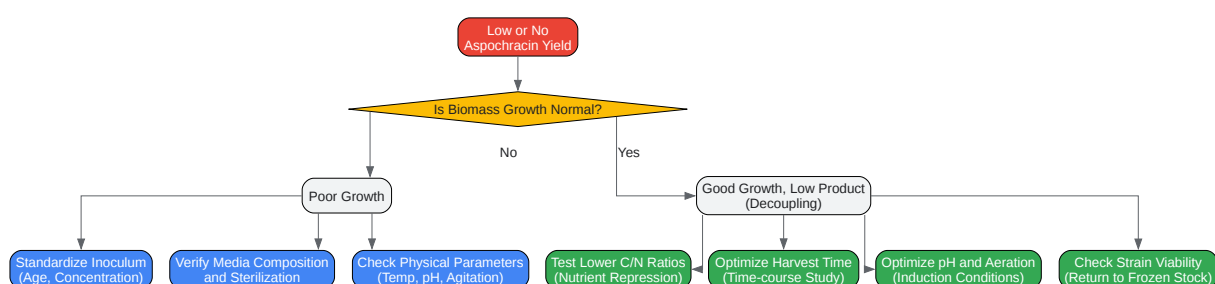 Low or No
Aspochracin Yield
Is Biomass Growth Normal?
No
Yes
Poor Growth
Good Growth, Low Product
(Decoupling)
Standardize Inoculum
(Age, Concentration)
Verify Media Composition
and Sterilization
Check Physical Parameters
(Temp, pH, Agitation)
Test Lower C/N Ratios
(Nutrient Repression)
Optimize Harvest Time
(Time-course Study)
Optimize pH and Aeration
(Induction Conditions)
Check Strain Viability
(Return to Frozen Stock)